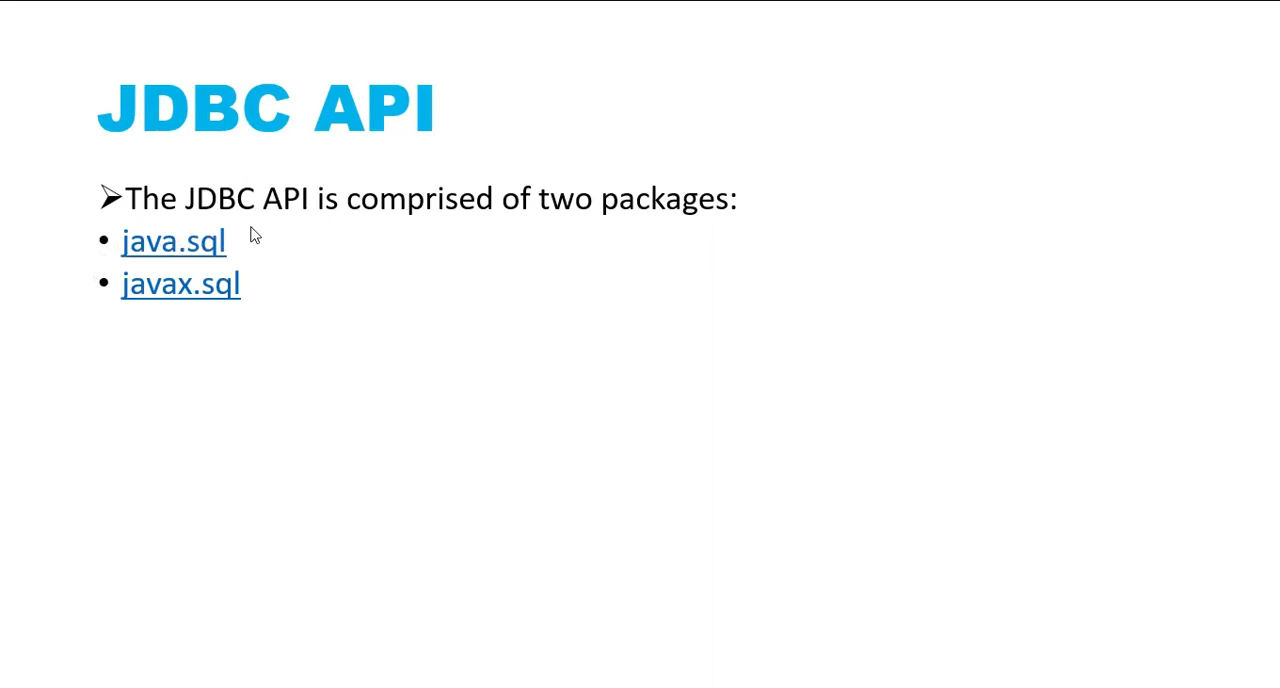 JDBC API
➢The JDBC API is comprised of two packages:
• java.sql
• javax.sql